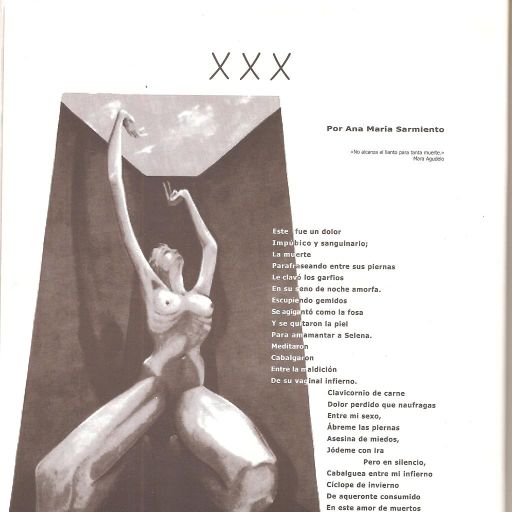 XXX
Por Ana María Sarmiento
«No alcanza el llanto para tanta muerte.»
Mara Agudelo
Este fue un dolor
Impúbico y sanguinario;
La muerte
Parafraseando entre sus piernas
Le clavó los garfios
En su seno de noche amorfa.
Escupiendo gemidos
Se agigantó como la fosa
Y se quitaron la piel
Para amamantar a Selena.
Meditaron
Cabalgaron
Entre la maldición
De su vaginal infierno.
Clavicornio de carne
Dolor perdido que naufragas
Entre mi sexo,
Ábreme las piernas
Asesina de miedos,
Jódeme con ira
Pero en silencio,
Cabalguea entre mi infierno
Cíclope de invierno
De aqueronte consumido
En este amor de muertos